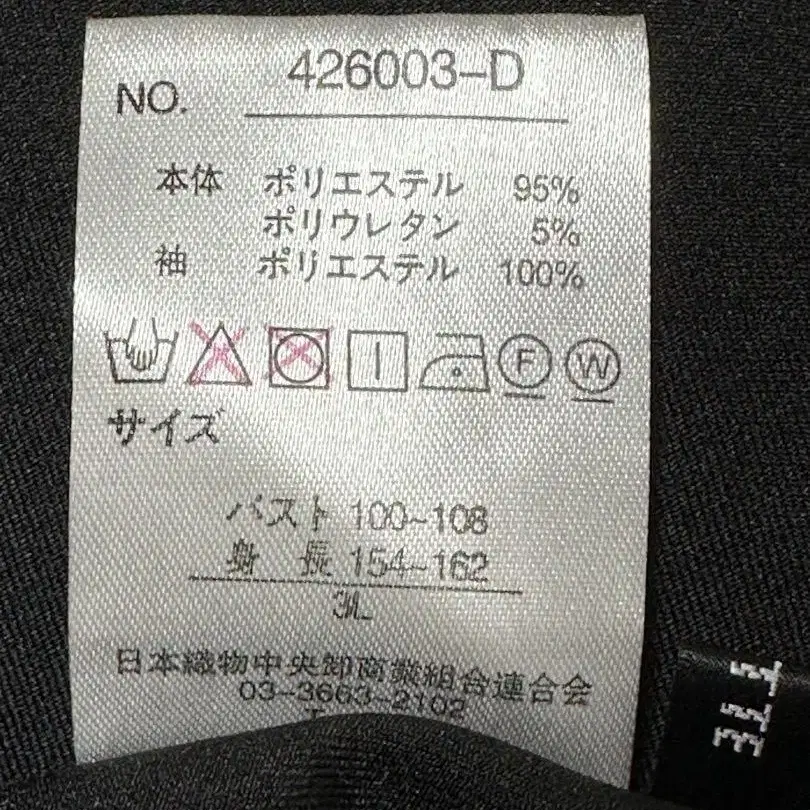 NO. 426003-D
本体 ポリエステル 95%
ポリウレタン 5%
袖 ポリエステル 100%
F W
サイズ
バスト 100~108
身長 154~162
3L
日本織物中央卸商業組合連合会
03-3663-2102